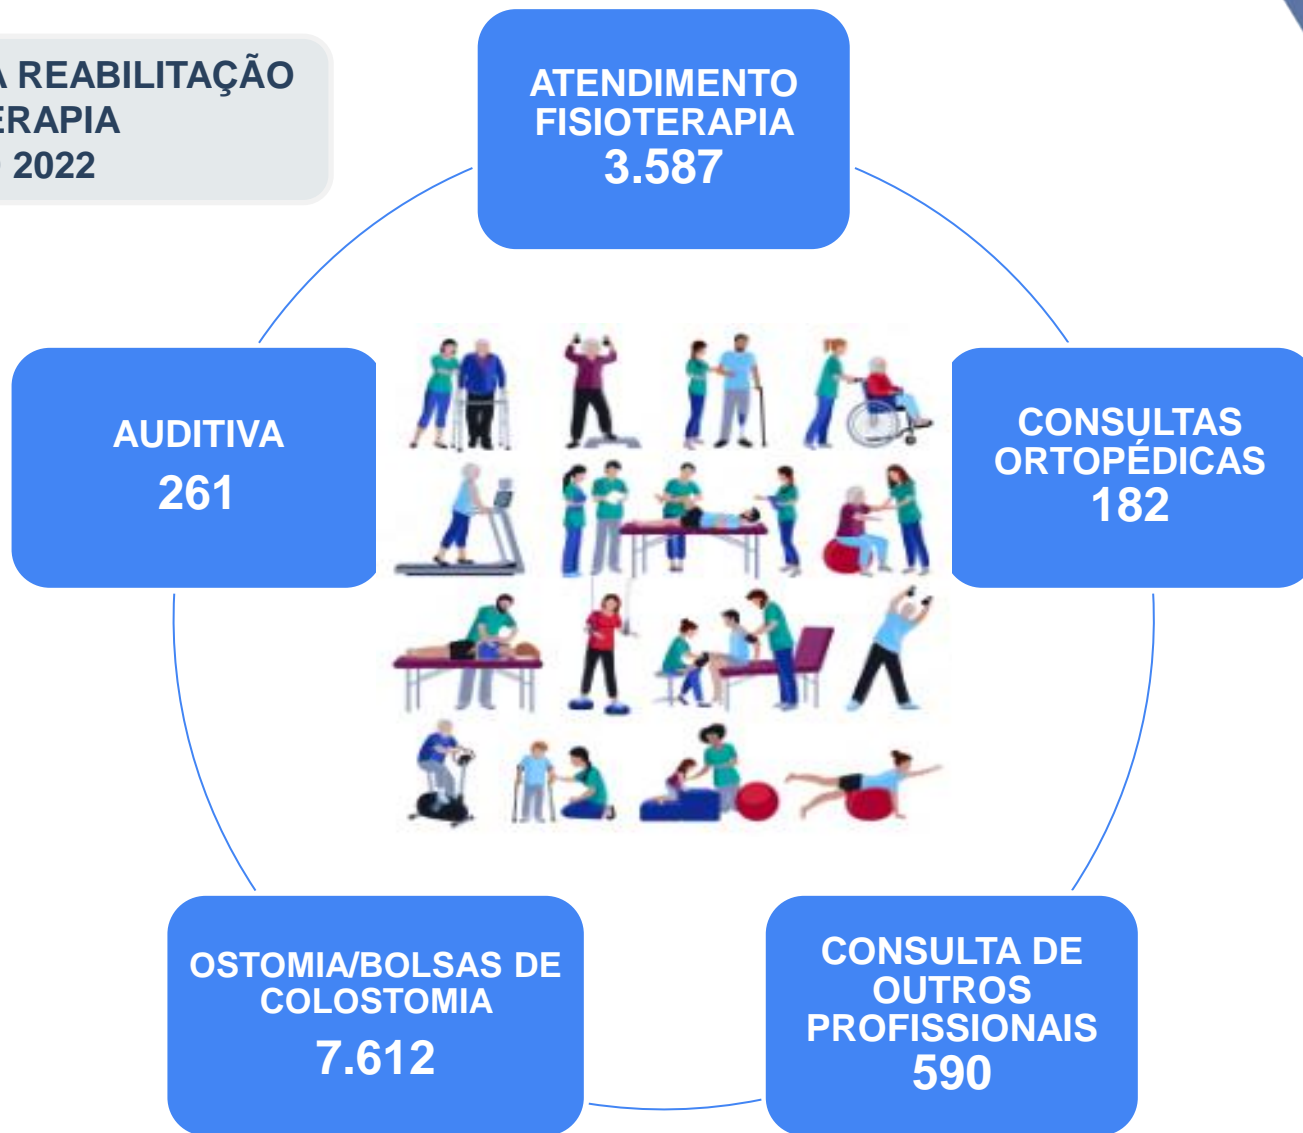 A REABILITAÇÃO
ERAPIA
2022
ATENDIMENTO
FISIOTERAPIA
3.587
AUDITIVA
261
CONSULTAS
ORTOPÉDICAS
182
OSTOMIA/BOLSAS DE
COLOSTOMIA
7.612
CONSULTA DE
OUTROS
PROFISSIONAIS
590